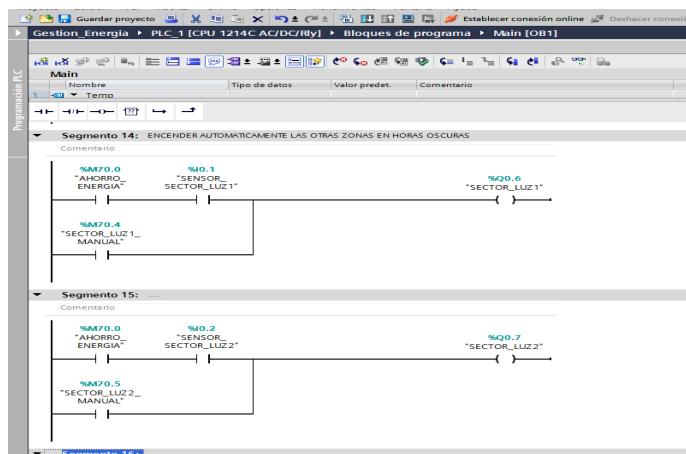 Guardar proyecto
Establecer conexión online
Deshacer conexi
Gestion_Energia PLC_1 [CPU 1214C AC/DC/Rly] Bloques de programa Main [OB1]
Programación PLC
Main
Nombre Tipo de datos Valor predet. Comentario
1 Temp
??
Segmento 14: ENCENDER AUTOMATICAMENTE LAS OTRAS ZONAS EN HORAS OSCURAS
Comentario
%M70.0 %I0.1 %Q0.6
"AHORRO_ "SENSOR_ "SECTOR_LUZ1"
ENERGIA" SECTOR_LUZ1"
%M70.4
"SECTOR_LUZ1_
MANUAL"
Segmento 15: ....
Comentario
%M70.0 %I0.2 %Q0.7
"AHORRO_ "SENSOR_ "SECTOR_LUZ2"
ENERGIA" SECTOR_LUZ2"
%M70.5
"SECTOR_LUZ2_
MANUAL"